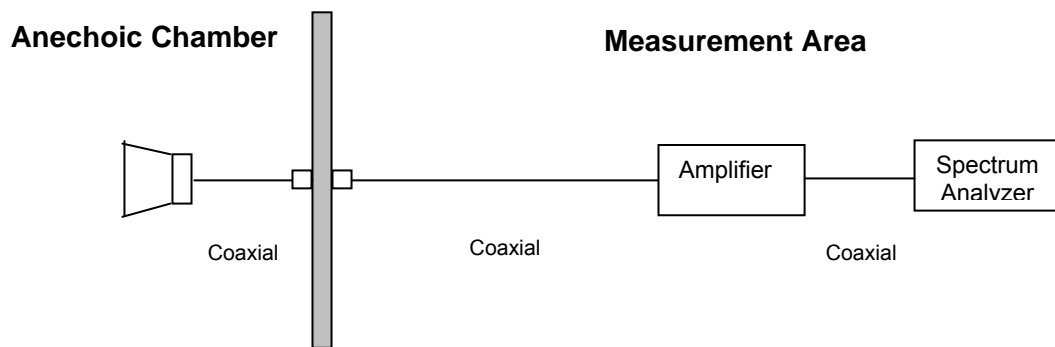 Anechoic Chamber
Measurement Area
Amplifier
Spectrum
Analyzer
Coaxial
Coaxial
Coaxial